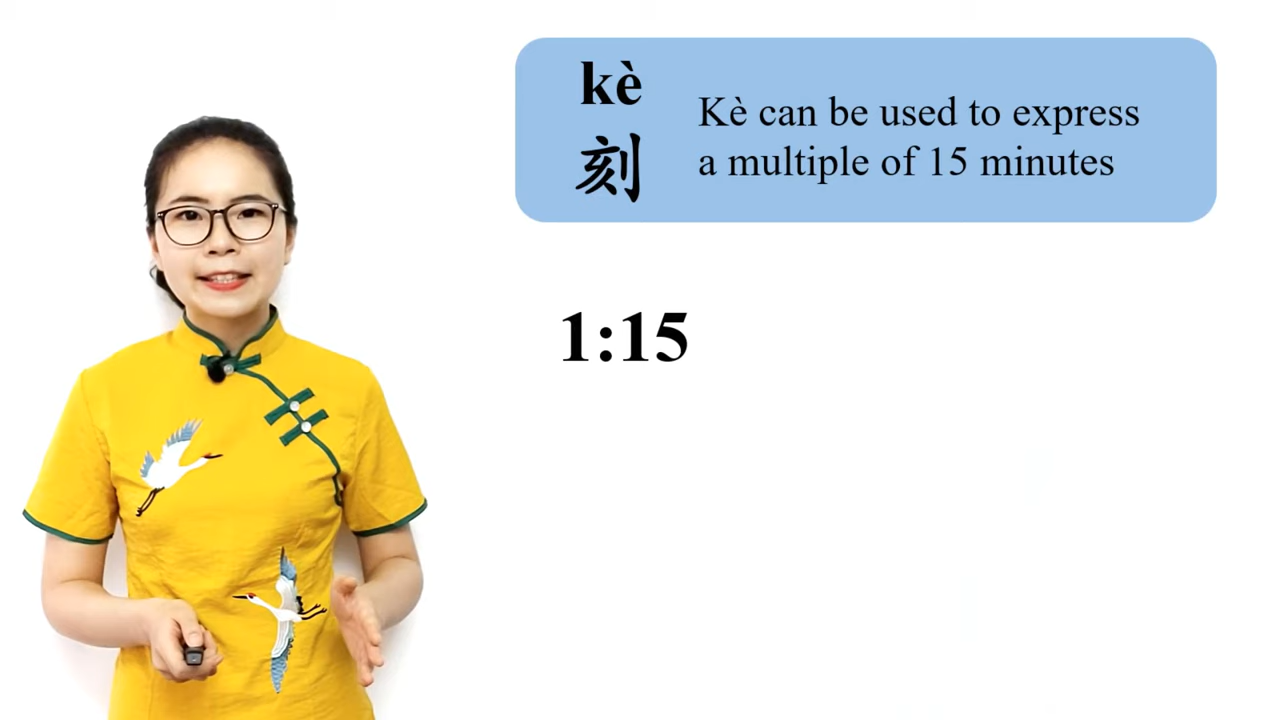 kè
刻
Kè can be used to express
a multiple of 15 minutes
1:15